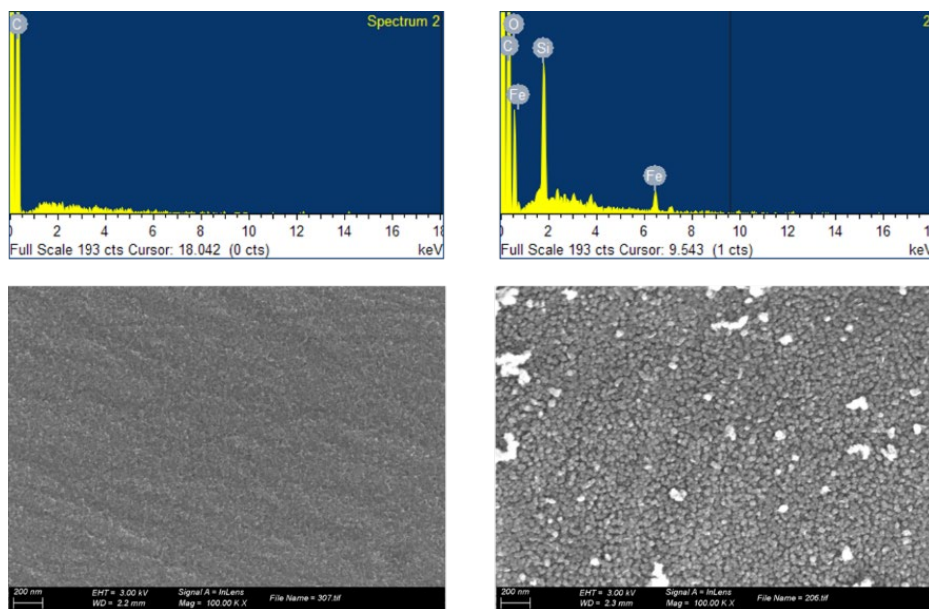 C
Spectrum 2
0 2 4 6 8 10 12 14 16 18
Full Scale 193 cts Cursor: 18.042 (0 cts)
keV
O
2
C
Si
Fe
Fe
0 2 4 6 8 10 12 14 16
Full Scale 193 cts Cursor: 9.543 (1 cts)
keV
200 nm
EHT = 3.00 kV
WD = 2.2 mm
Signal A = InLens
Mag = 100.00 K X
File Name = 307.tif
200 nm
EHT = 3.00 kV
WD = 2.3 mm
Signal A = InLens
Mag = 100.00 K X
File Name = 206.tif